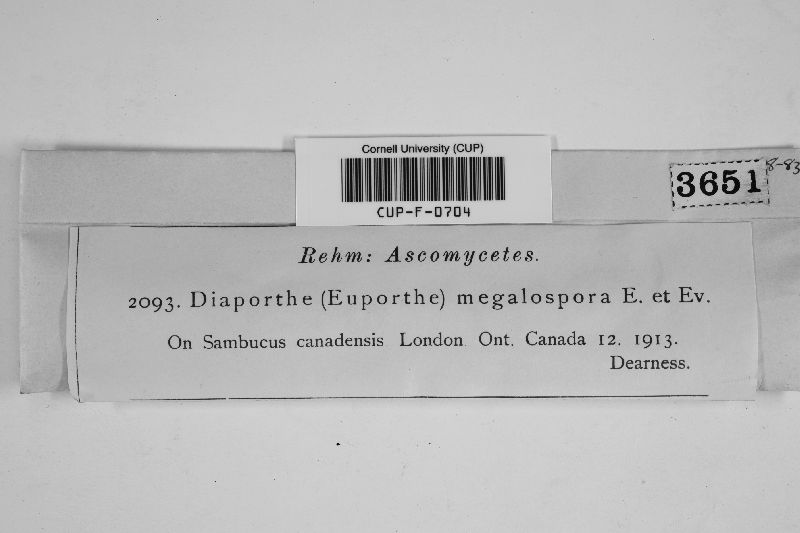 Cornell University (CUP)
CUP-F-0704
3651
8-83
Rehm: Ascomycetes.
2093. Diaporthe (Euporthe) megalospora E. et Ev.
On Sambucus canadensis London Ont. Canada 12. 1913.
Dearness.